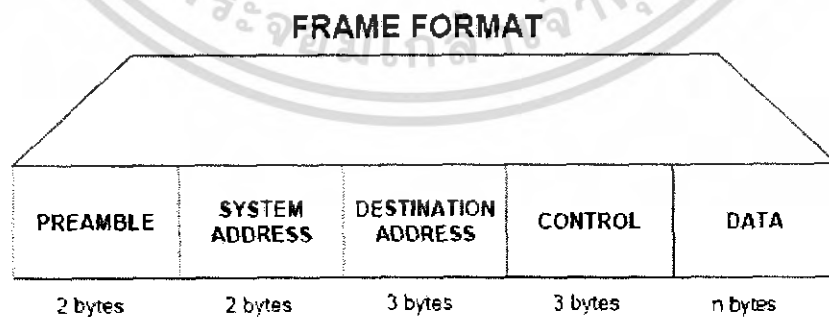 FRAME FORMAT
PREAMBLE
SYSTEM
ADDRESS
DESTINATION
ADDRESS
CONTROL
DATA
2 bytes
2 bytes
3 bytes
3 bytes
n bytes